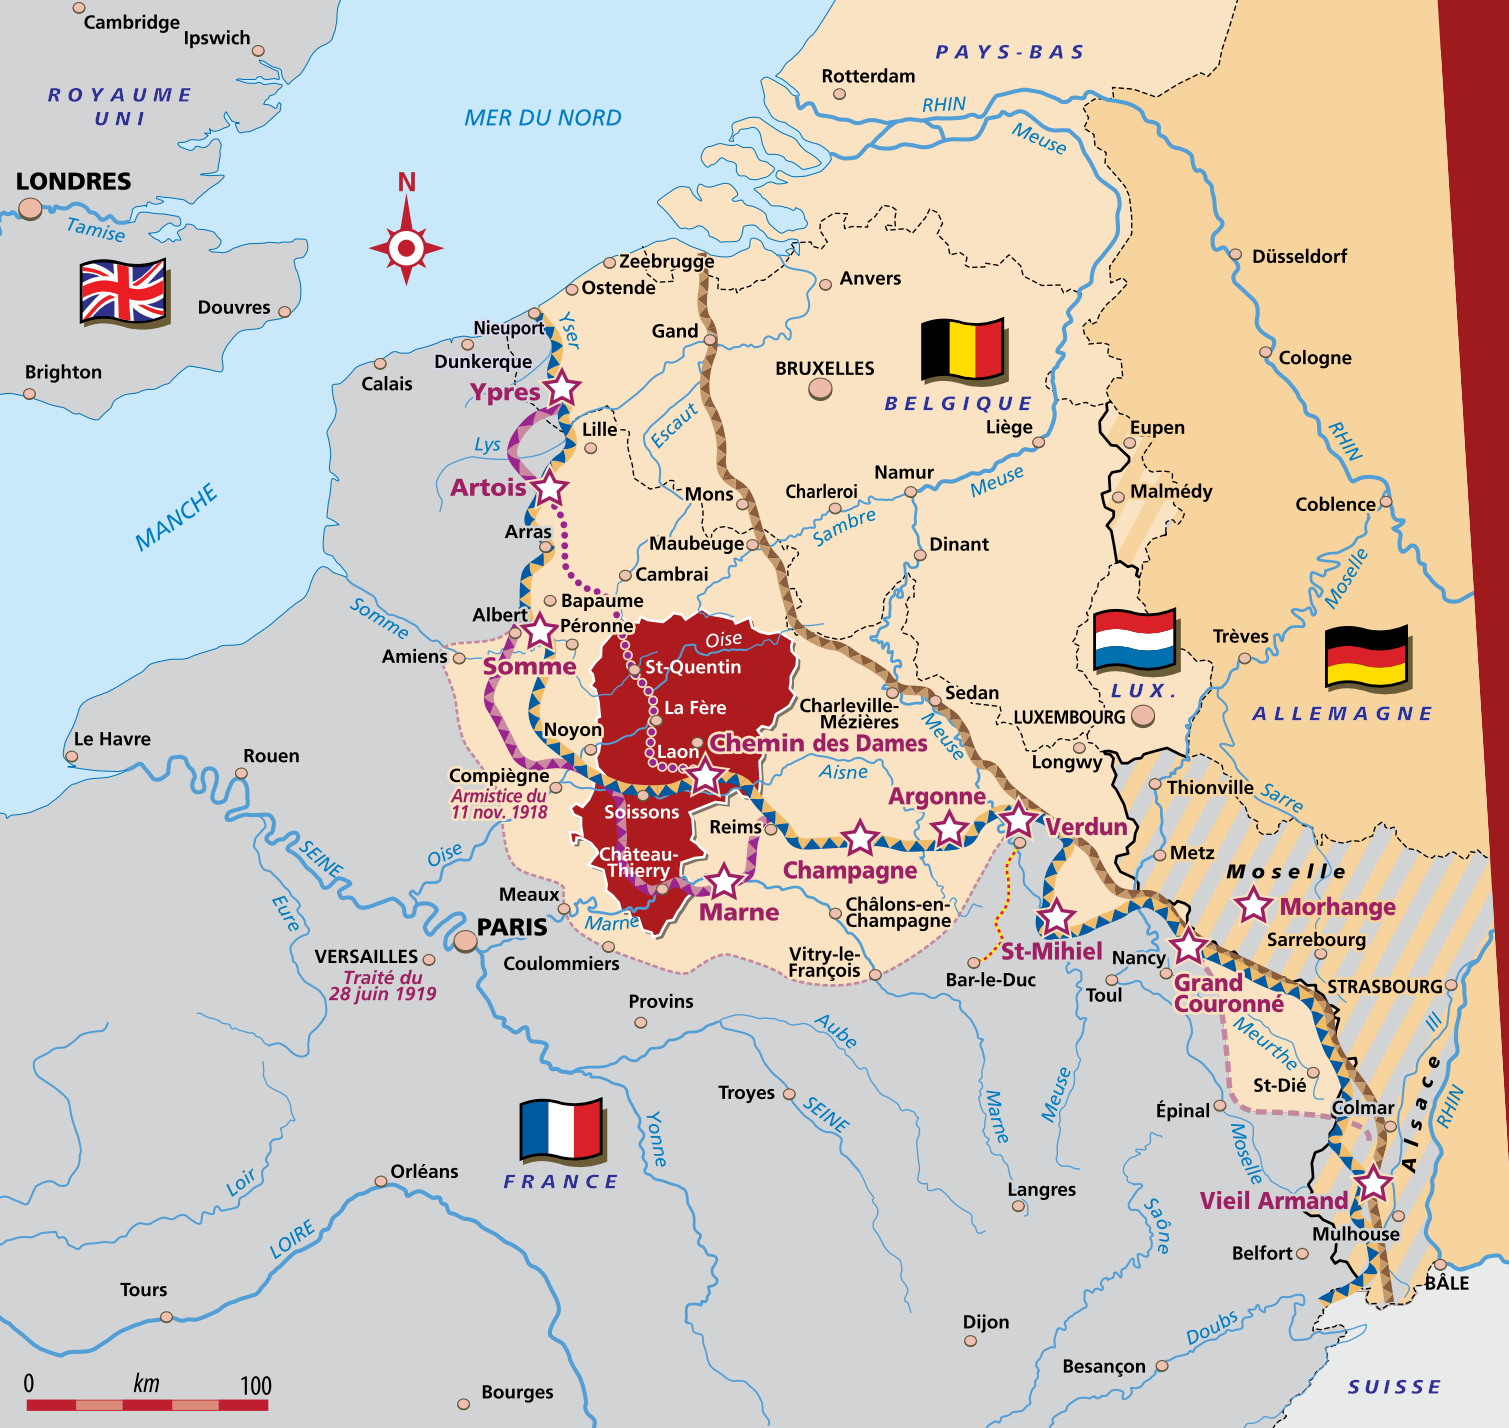 Cambridge
Ipswich
PAYS-BAS
Rotterdam
ROYAUME
UNI
RHIN
MER DU NORD
Meuse
LONDRES
N
Tamise
Zeebrugge
Düsseldorf
Anvers
Ostende
Douvres
Nieuport
Yser
Gand
Dunkerque
Cologne
BRUXELLES
Brighton
Calais
Ypres
BELGIQUE
Escaut
Lille
Liège
Eupen
RHIN
Lys
Namur
Meuse
Artois
Mons
Charleroi
Malmédy
Coblence
MANCHE
Sambre
Arras
Maubeuge
Dinant
Cambrai
Moselle
Bapaume
Somme
Albert
Péronne
Oise
Trèves
Amiens
Somme
St-Quentin
LUX.
Sedan
La Fère
Charleville-
Mézières
LUXEMBOURG
ALLEMAGNE
Noyon
Meuse
Le Havre
Laon
Chemin des Dames
Rouen
Longwy
Compiègne
Aisne
Armistice du
11 nov. 1918
Argonne
Thionville
Sarre
Soissons
Reims
Verdun
SEINE
Oise
Château-
Thierry
Metz
Champagne
Moselle
Meaux
Eure
Marne
Marne
Châlons-en-
Champagne
Morhange
PARIS
Sarrebourg
VERSAILLES
Coulommiers
Vitry-le-
François
St-Mihiel
Nancy
Traité du
28 juin 1919
Bar-le-Duc
Toul
Grand
Couronné
STRASBOURG
Provins
Aube
Meurthe
Ill
St-Dié
Troyes
SEINE
Meuse
Marne
Épinal
Colmar
Alsace
RHIN
Yonne
Moselle
FRANCE
Orléans
Loir
Langres
Vieil Armand
Saône
LOIRE
Mulhouse
Belfort
Tours
BÂLE
Dijon
Doubs
Besançon
0
km
100
Bourges
SUISSE